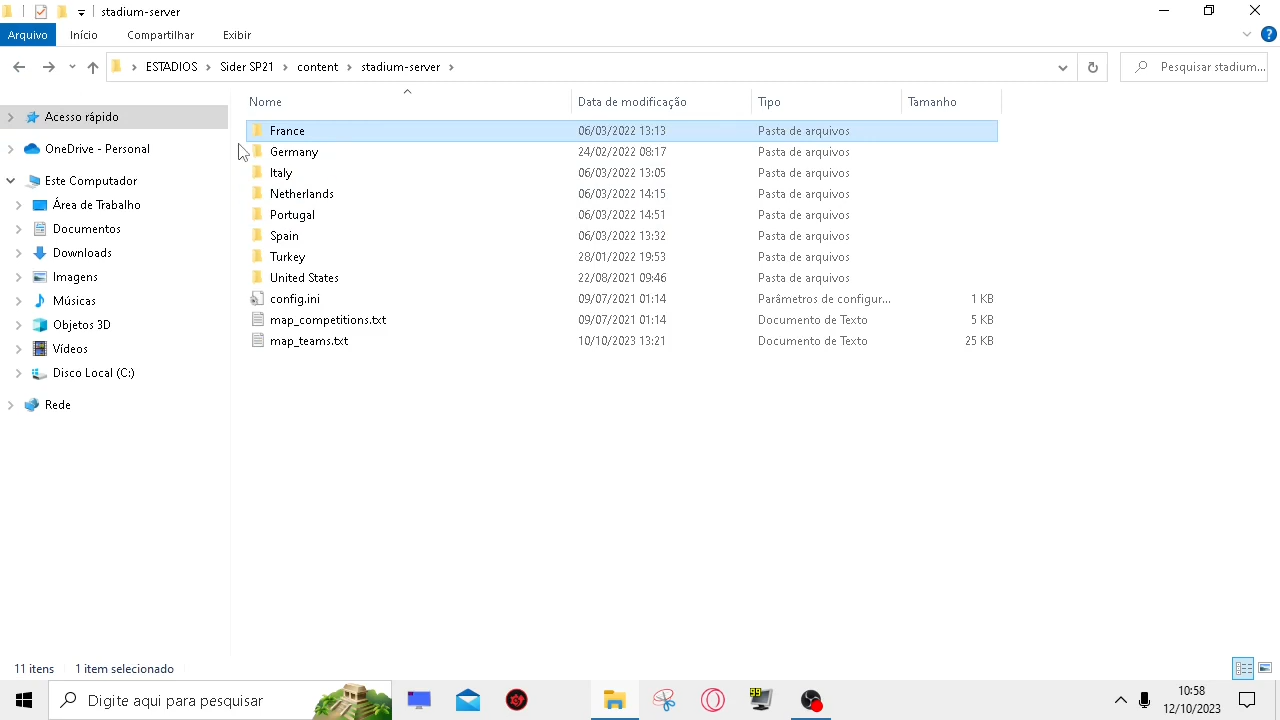 stadium-server
Arquivo Início Compartilhar Exibir
ESTADIOS Sider SP21 content stadium-server Pesquisar stadium...
Nome Data de modificação Tipo Tamanho
Acesso rápido
OneDrive - Personal
Este Computador
Área de Trabalho
Documentos
Downloads
Imagens
Músicas
Objetos 3D
Vídeos
Disco Local (C:)
Rede
France 06/03/2022 13:13 Pasta de arquivos
Germany 24/02/2022 08:17 Pasta de arquivos
Italy 06/03/2022 13:05 Pasta de arquivos
Netherlands 06/03/2022 14:15 Pasta de arquivos
Portugal 06/03/2022 14:51 Pasta de arquivos
Spain 06/03/2022 13:32 Pasta de arquivos
Turkey 28/01/2022 19:53 Pasta de arquivos
United States 22/08/2021 09:46 Pasta de arquivos
config.ini 09/07/2021 01:14 Parâmetros de configur... 1 KB
map_competitions.txt 09/07/2021 01:14 Documento de Texto 5 KB
map_teams.txt 10/10/2023 13:21 Documento de Texto 25 KB
11 itens 1 item selecionado
Digite aqui para pesquisar
99
10:58
12/10/2023